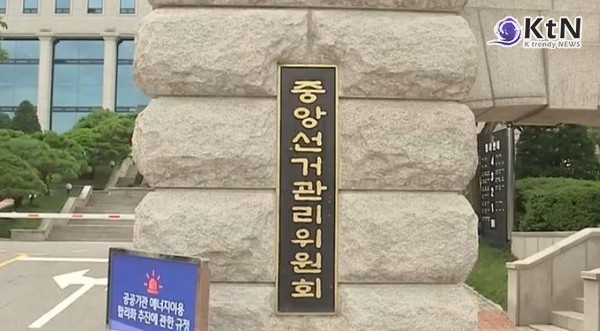 KtN
K trendy NEWS
중앙선거관리위원회
공공기관 에너지이용
합리화 추진에 관한 규정